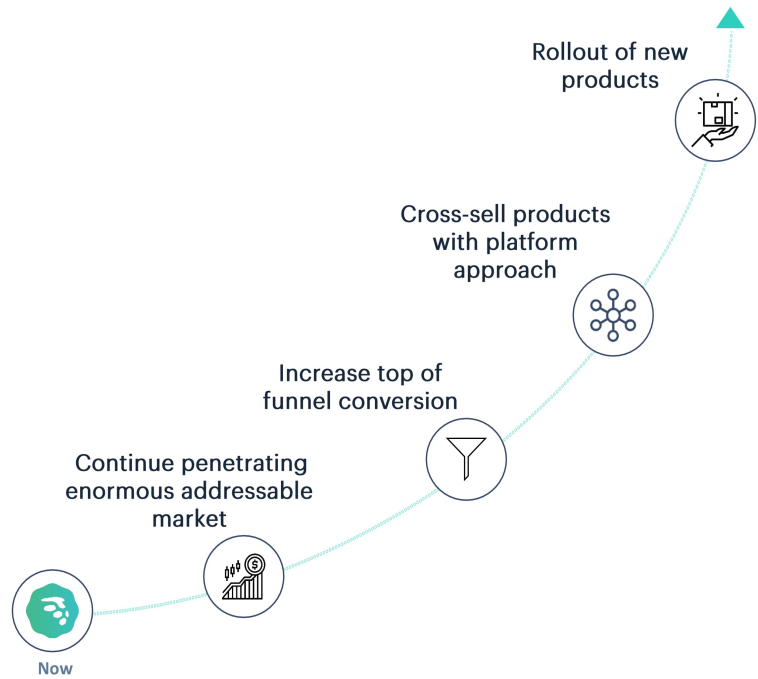 Rollout of new
products
Cross-sell products
with platform
approach
Increase top of
funnel conversion
Continue penetrating
enormous addressable
market
$
Now